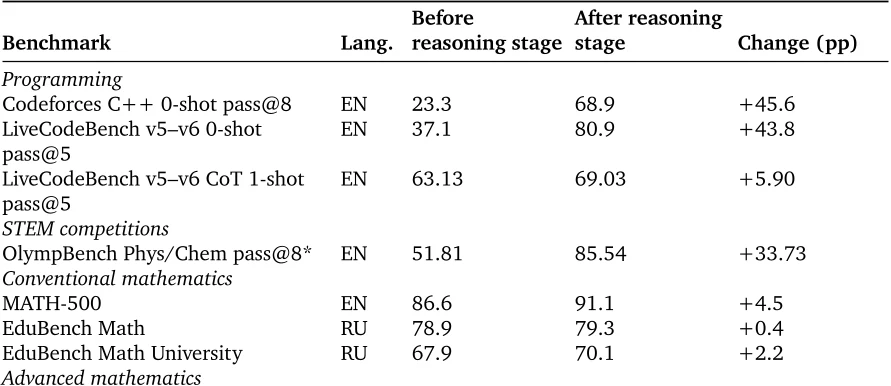 Before After reasoning
Benchmark Lang. reasoning stage stage Change (pp)
Programming
Codeforces C++ 0-shot pass@8 EN 23.3 68.9 +45.6
LiveCodeBench v5–v6 0-shot EN 37.1 80.9 +43.8
pass@5
LiveCodeBench v5–v6 CoT 1-shot EN 63.13 69.03 +5.90
pass@5
STEM competitions
OlympBench Phys/Chem pass@8* EN 51.81 85.54 +33.73
Conventional mathematics
MATH-500 EN 86.6 91.1 +4.5
EduBench Math RU 78.9 79.3 +0.4
EduBench Math University RU 67.9 70.1 +2.2
Advanced mathematics